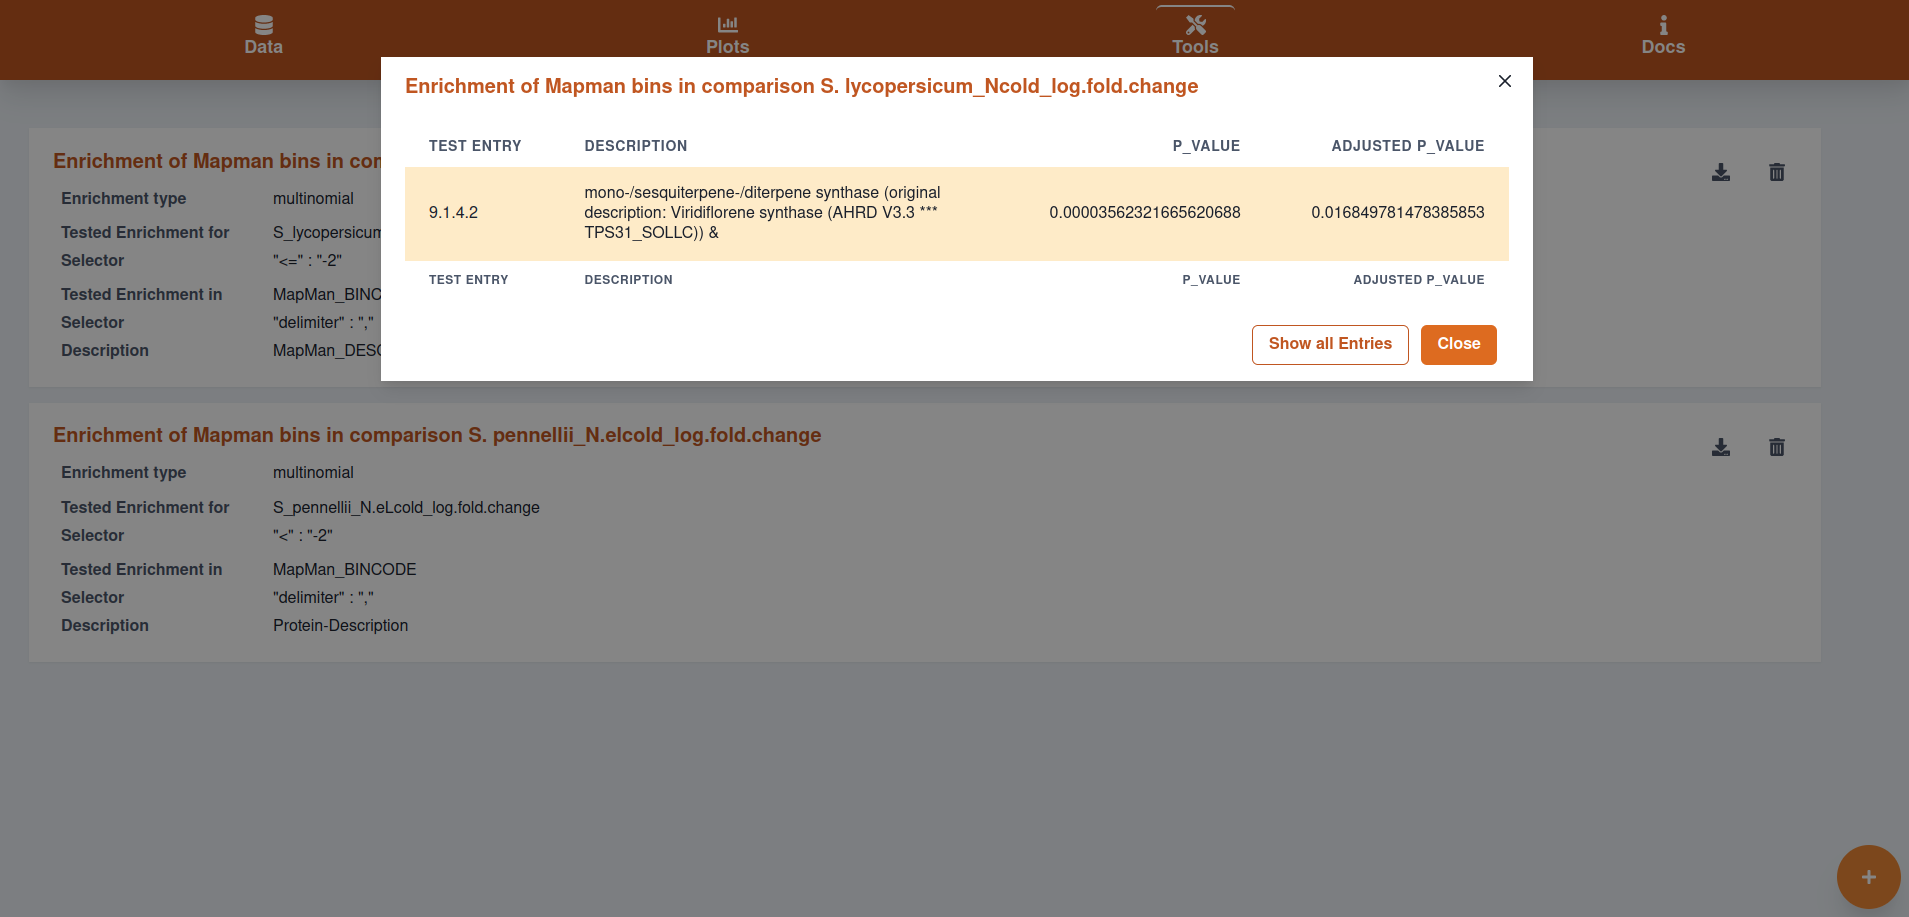 Data
Plots
Tools
Docs
Enrichment of Mapman bins in comparison S. lycopersicum_Ncold_log.fold.change
TEST ENTRY DESCRIPTION P_VALUE ADJUSTED P_VALUE
9.1.4.2
mono-/sesquiterpene-/diterpene synthase (original
description: Viridiflorene synthase (AHRD V3.3 ***
TPS31_SOLLC)) &
0.00003562321665620688
0.016849781478385853
TEST ENTRY DESCRIPTION P_VALUE ADJUSTED P_VALUE
Show all Entries
Close
Enrichment of Mapman bins in con
Enrichment type multinomial
Tested Enrichment for S_lycopersicum
Selector "<=" : "-2"
Tested Enrichment in MapMan_BINC
Selector "delimiter" : ","
Description MapMan_DESC
Enrichment of Mapman bins in comparison S. pennellii_N.elcold_log.fold.change
Enrichment type multinomial
Tested Enrichment for S_pennellii_N.eLcold_log.fold.change
Selector "<" : "-2"
Tested Enrichment in MapMan_BINCODE
Selector "delimiter" : ","
Description Protein-Description